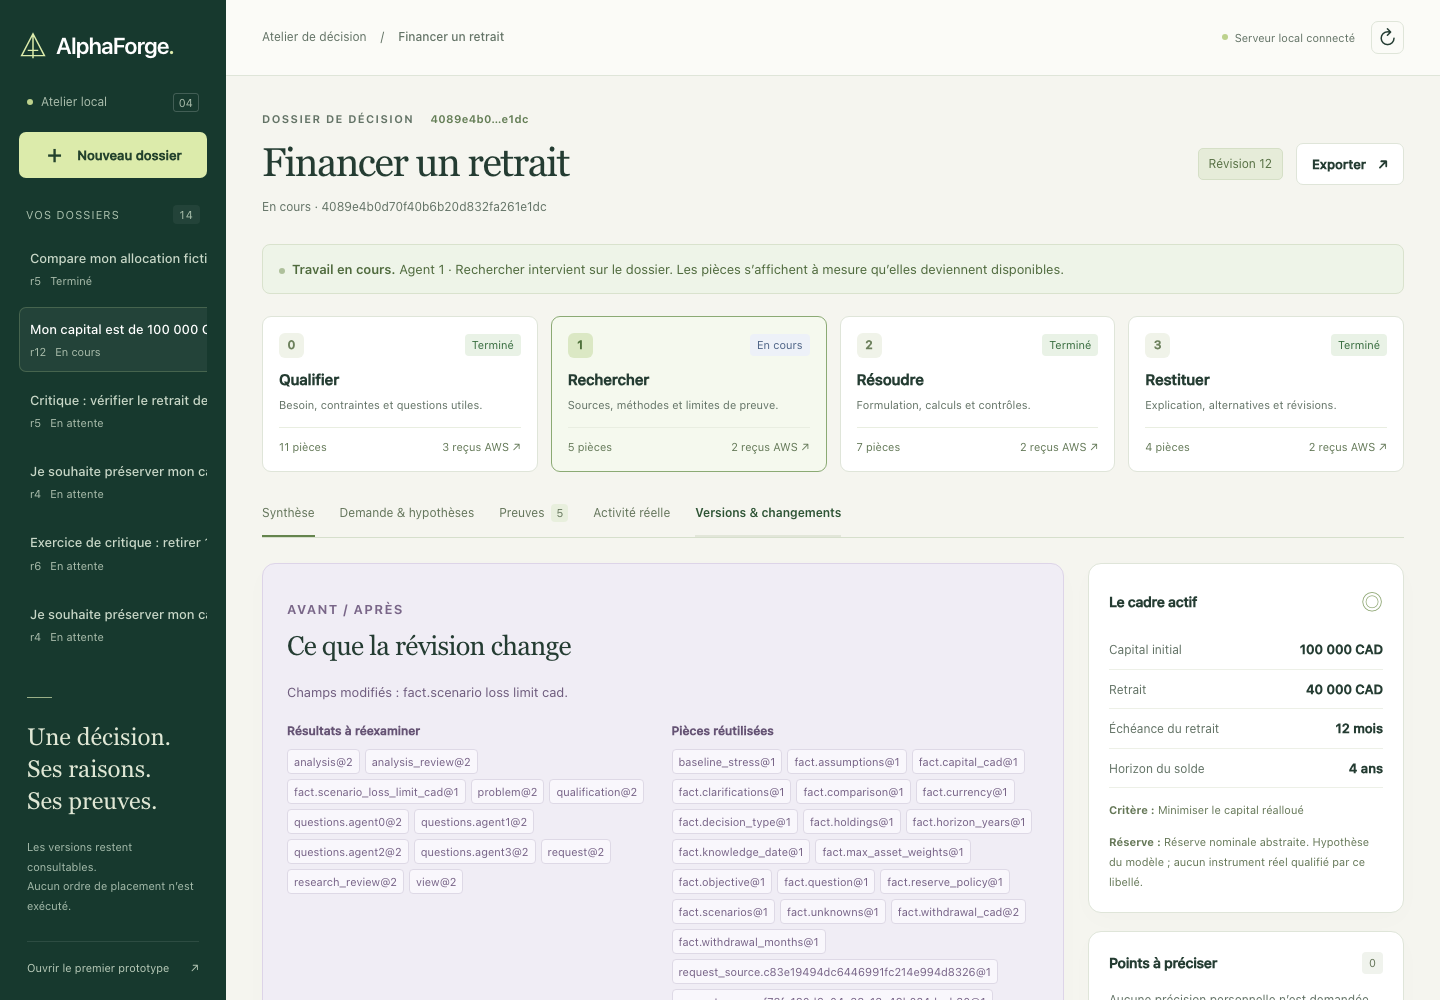 AlphaForge.
Atelier local 04
Nouveau dossier
VOS DOSSIERS 14
Compare mon allocation ficti
r5 Terminé
Mon capital est de 100 000
r12 En cours
Critique : vérifier le retrait de
r5 En attente
Je souhaite préserver mon ca
r4 En attente
Exercice de critique : retirer
r6 En attente
Je souhaite préserver mon ca
r4 En attente
Une décision.
Ses raisons.
Ses preuves.
Les versions restent
consultables.
Aucun ordre de placement n'est
exécuté.
Ouvrir le premier prototype ↗
Atelier de décision / Financer un retrait
Serveur local connecté
DOSSIER DE DÉCISION 4089e4b0…e1dc
Financer un retrait
En cours · 4089e4b0d70f40b6b20d832fa261e1dc
Révision 12
Exporter ↗
Travail en cours. Agent 1 · Rechercher intervient sur le dossier. Les pièces s’affichent à mesure qu’elles deviennent disponibles.
0 Terminé
Qualifier
Besoin, contraintes et questions utiles.
11 pièces 3 reçus AWS ↗
1 En cours
Rechercher
Sources, méthodes et limites de preuve.
5 pièces 2 reçus AWS ↗
2 Terminé
Résoudre
Formulation, calculs et contrôles.
7 pièces 2 reçus AWS ↗
3 Terminé
Restituer
Explication, alternatives et révisions.
4 pièces 2 reçus AWS ↗
Synthèse Demande & hypothèses Preuves 5 Activité réelle Versions & changements
AVANT / APRÈS
Ce que la révision change
Champs modifiés : fact.scenario loss limit cad.
Résultats à réexaminer
analysis@2 analysis_review@2
fact.scenario_loss_limit_cad@1 problem@2 qualification@2
questions.agent0@2 questions.agent1@2
questions.agent2@2 questions.agent3@2 request@2
research_review@2 view@2
Pièces réutilisées
baseline_stress@1 fact.assumptions@1 fact.capital_cad@1
fact.clarifications@1 fact.comparison@1 fact.currency@1
fact.decision_type@1 fact.holdings@1 fact.horizon_years@1
fact.knowledge_date@1 fact.max_asset_weights@1
fact.objective@1 fact.question@1 fact.reserve_policy@1
fact.scenarios@1 fact.unknowns@1 fact.withdrawal_cad@2
fact.withdrawal_months@1
request_source.c83e19494dc6446991fc214e994d8326@1
Le cadre actif
Capital initial 100 000 CAD
Retrait 40 000 CAD
Échéance du retrait 12 mois
Horizon du solde 4 ans
Critère : Minimiser le capital réalloué
Réserve : Réserve nominale abstraite. Hypothèse
du modèle ; aucun instrument réel qualifié par ce
libellé.
Points à préciser 0
Aucune précision personnelle n’est demandée